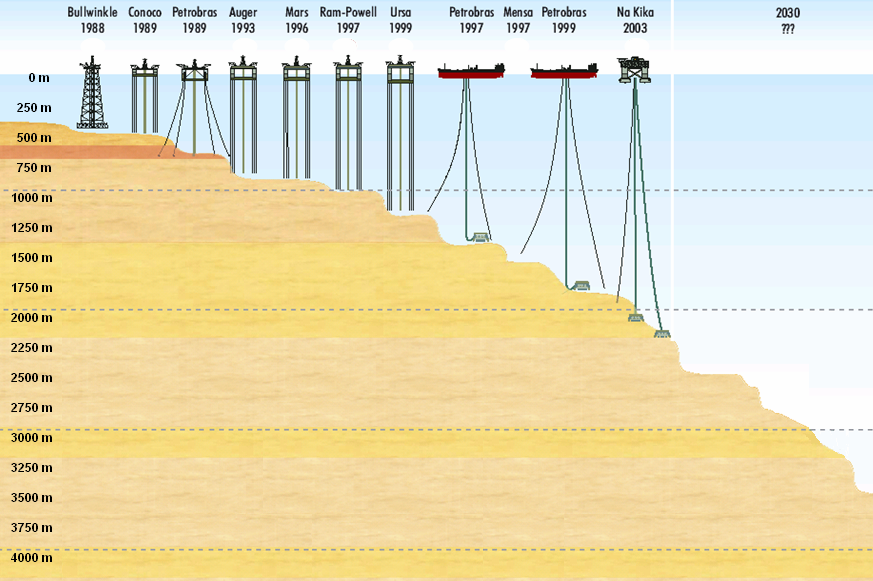 Bullwinkle Conoco Petrobras Auger Mars Ram-Powell Ursa Petrobras Mensa Petrobras Na Kika 2030
1988 1989 1989 1993 1996 1997 1999 1997 1997 1999 2003 ???
0 m
250 m
500 m
750 m
1000 m
1250 m
1500 m
1750 m
2000 m
2250 m
2500 m
2750 m
3000 m
3250 m
3500 m
3750 m
4000 m